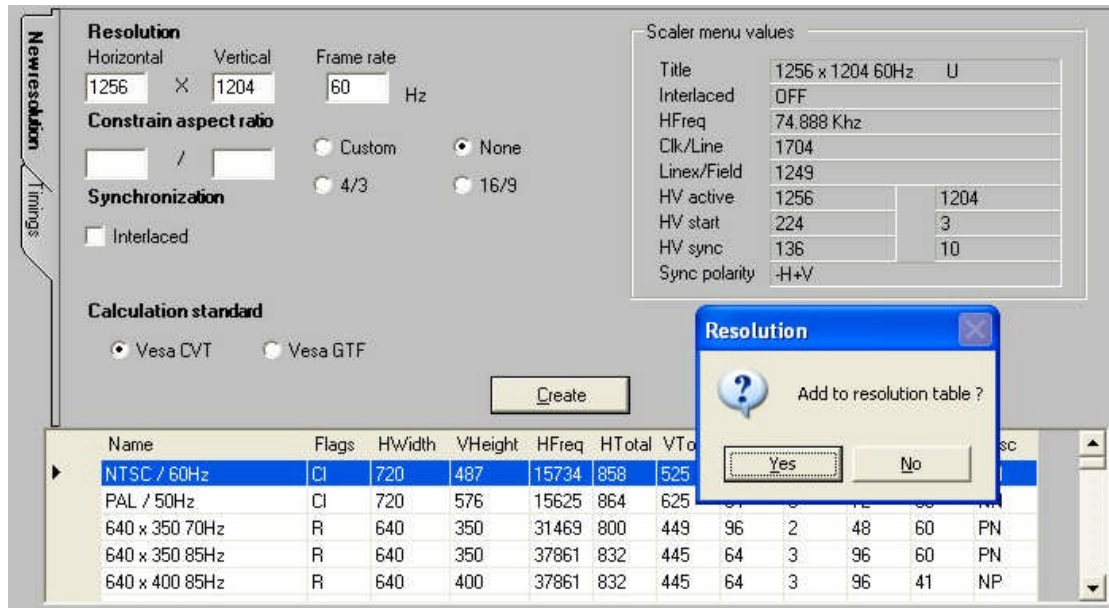 New resolution
Timings
Resolution
Horizontal Vertical Frame rate
1256 X 1204 60 Hz
Constrain aspect ratio
/ Custom None
4/3 16/9
Synchronization
Interlaced
Calculation standard
Vesa CVT Vesa GTF
Create
Scaler menu values
Title 1256 x 1204 60Hz U
Interlaced OFF
HFreq 74.888 Khz
Clk/Line 1704
Linex/Field 1249
HV active 1256 1204
HV start 224 3
HV sync 136 10
Sync polarity -H+V
Resolution
Add to resolution table ?
Yes No
Name Flags HWidth VHeight HFreq HTotal VTo
NTSC / 60Hz CI 720 487 15734 858 525
PAL / 50Hz CI 720 576 15625 864 625
640 x 350 70Hz R 640 350 31469 800 449 96 2 48 60 PN
640 x 350 85Hz R 640 350 37861 832 445 64 3 96 60 PN
640 x 400 85Hz R 640 400 37861 832 445 64 3 96 41 NP